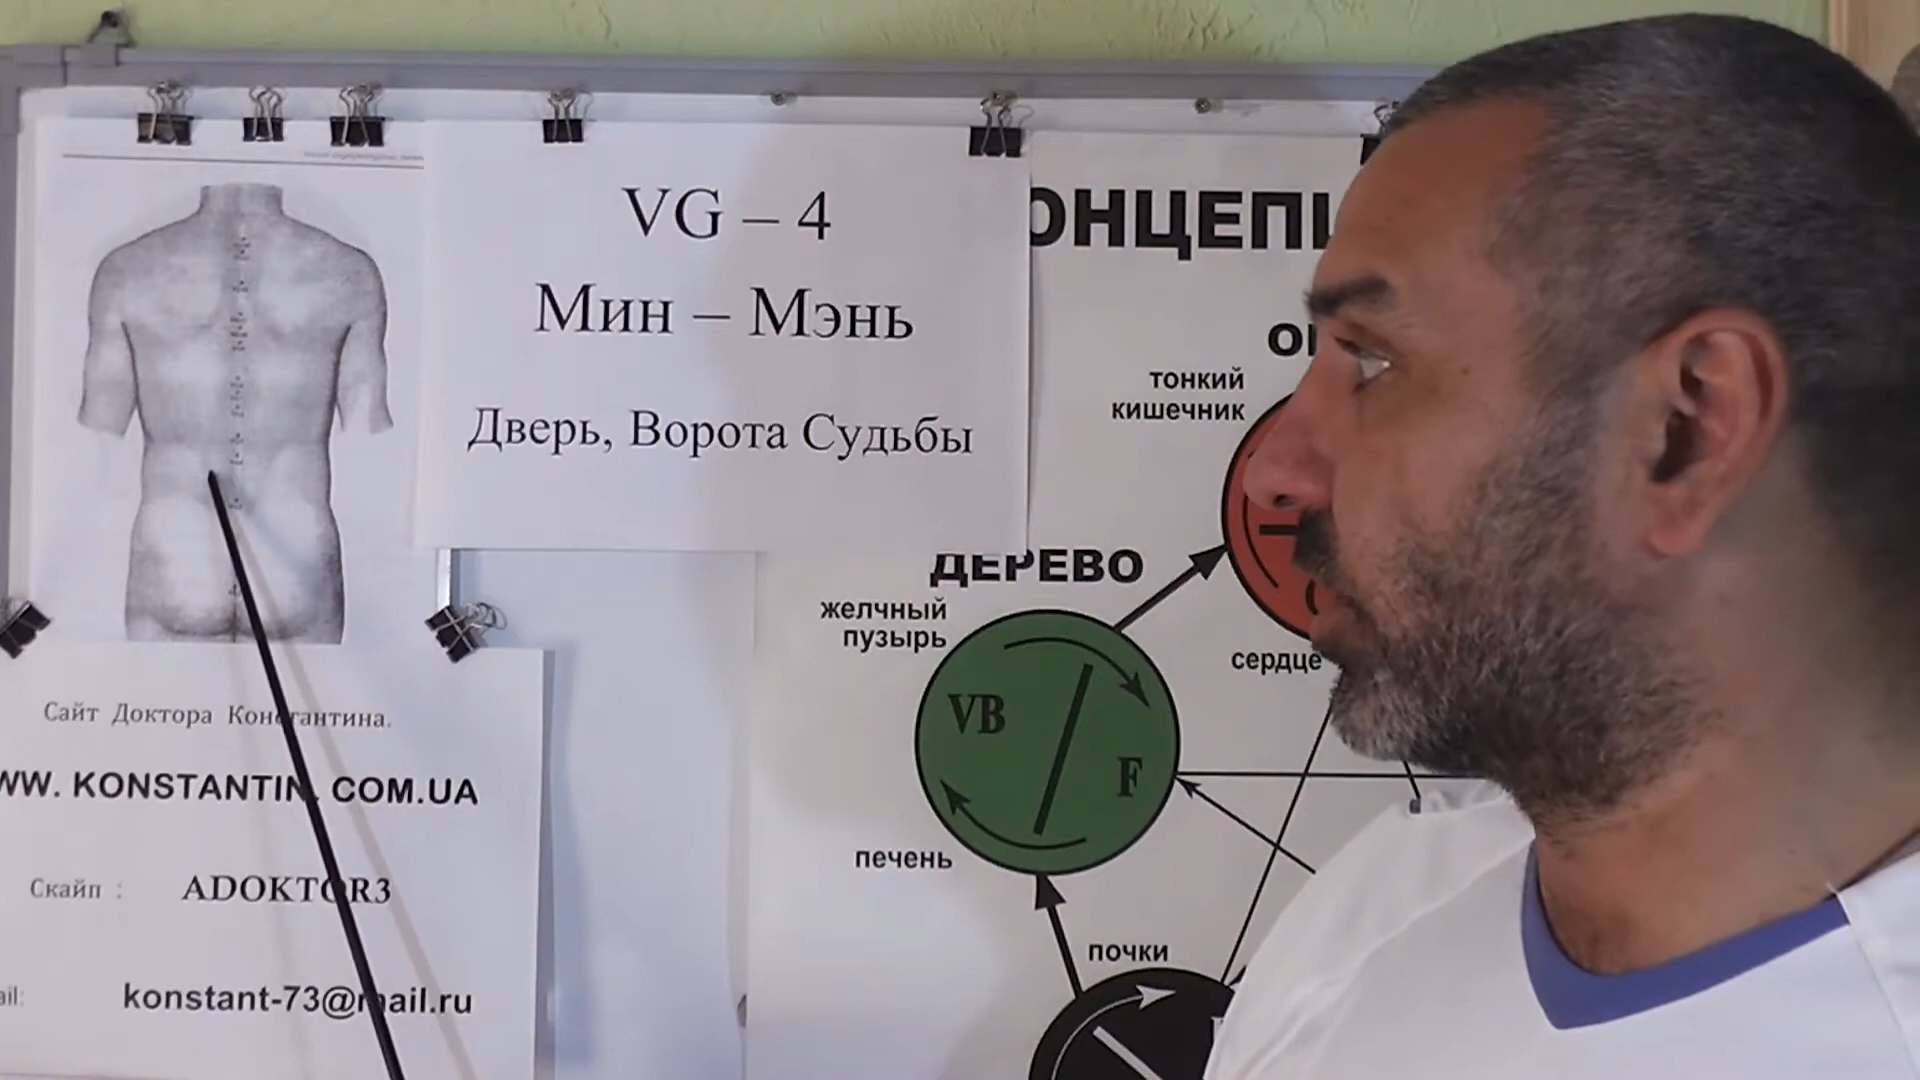 VG – 4
Мин – Мэнь
Дверь, Ворота Судьбы
ОНЦЕП
тонкий
кишечник
ДЕРЕВО
желчный
пузырь
сердце
VB
F
печень
почки
Сайт Доктора Константина.
WW. KONSTANTIN. COM.UA
Скайп : ADOKTOR3
ail: konstant-73@mail.ru